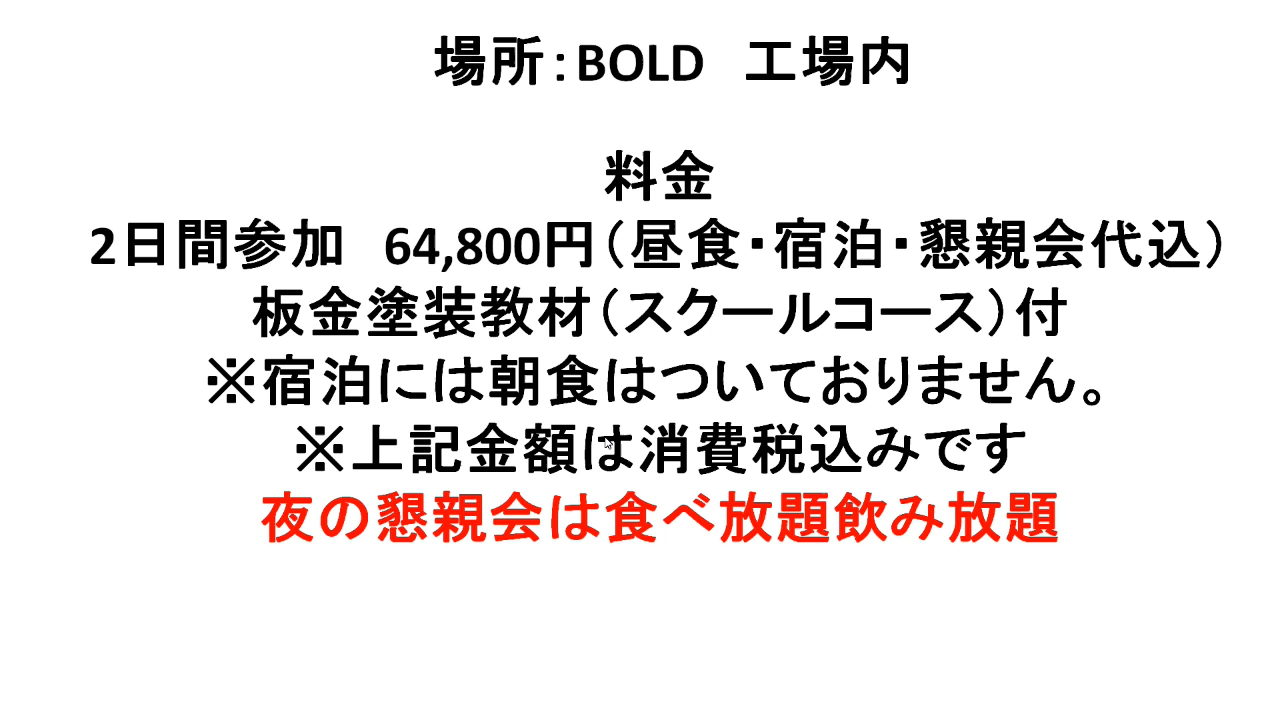 場所：BOLD　工場内
料金
2日間参加　64,800円（昼食・宿泊・懇親会代込）
板金塗装教材（スクールコース）付
※宿泊には朝食はついておりません。
※上記金額は消費税込みです
夜の懇親会は食べ放題飲み放題